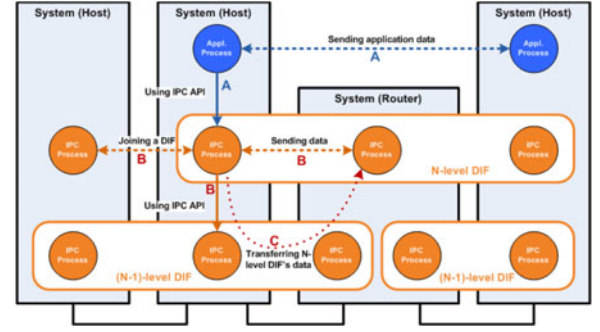 System (Host)
System (Host)
System (Host)
Appl.
Process
Sending application data
A
Appl.
Process
Using IPC API
A
System (Router)
IPC
Process
Joining a DIF
B
IPC
Process
Sending data
B
IPC
Process
IPC
Process
N-level DIF
B
Using IPC API
C
Transferring N-
level DIF's data
IPC
Process
IPC
Process
IPC
Process
IPC
Process
IPC
Process
(N-1)-level DIF
(N-1)-level DIF